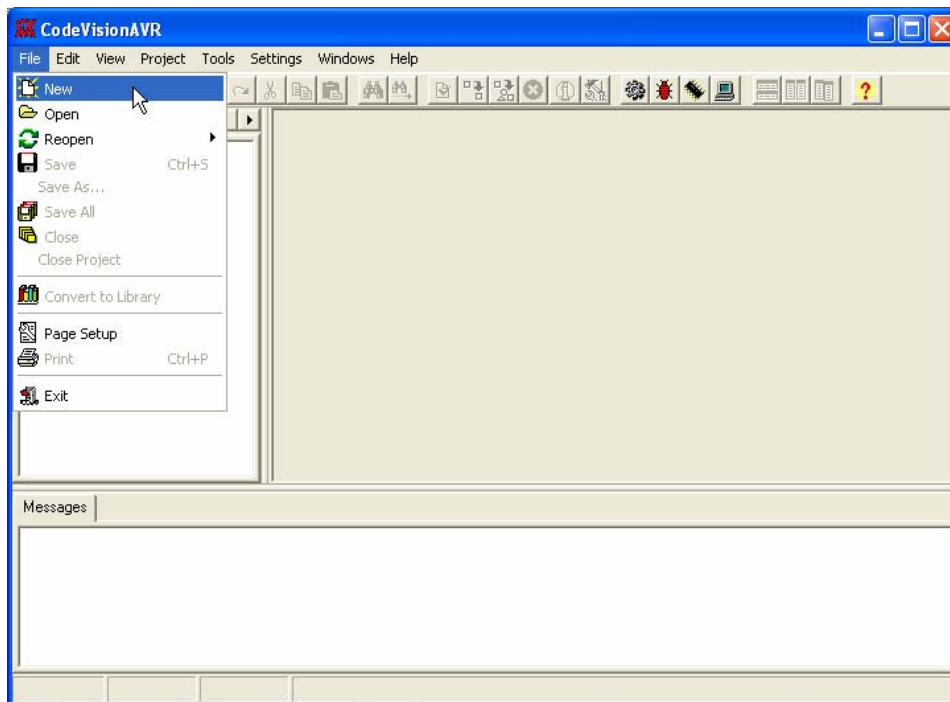 CodeVisionAVR
File Edit View Project Tools Settings Windows Help
New
Open
Reopen
Save Ctrl+S
Save As...
Save All
Close
Close Project
Convert to Library
Page Setup
Print Ctrl+P
Exit
Messages